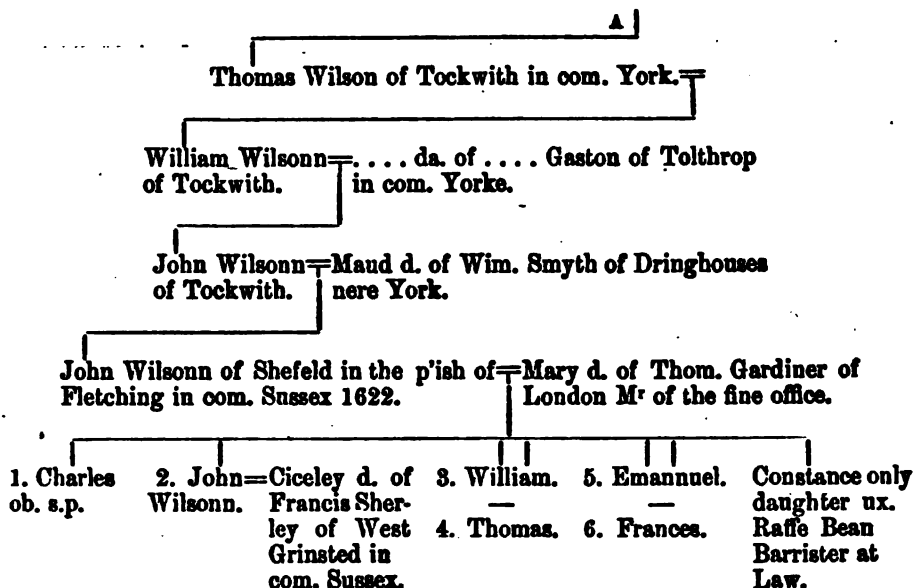 A
Thomas Wilson of Tockwith in com. York.
William Wilsonn=.... da. of .... Gaston of Tolthrop
of Tockwith. in com. Yorke.
John Wilsonn=Maud d. of Wim. Smyth of Dringhouses
of Tockwith. nere York.
John Wilsonn of Shefeld in the p'ish of=Mary d. of Thom. Gardiner of
Fletching in com. Sussex 1622. London Mr of the fine office.
1. Charles
ob. s.p.
2. John=Ciceley d. of
Wilsonn. Francis Sher-
ley of West
Grinsted in
com. Sussex.
3. William.
—
4. Thomas.
5. Emannuel.
—
6. Frances.
Constance only
daughter ux.
Raffe Bean
Barrister at
Law.